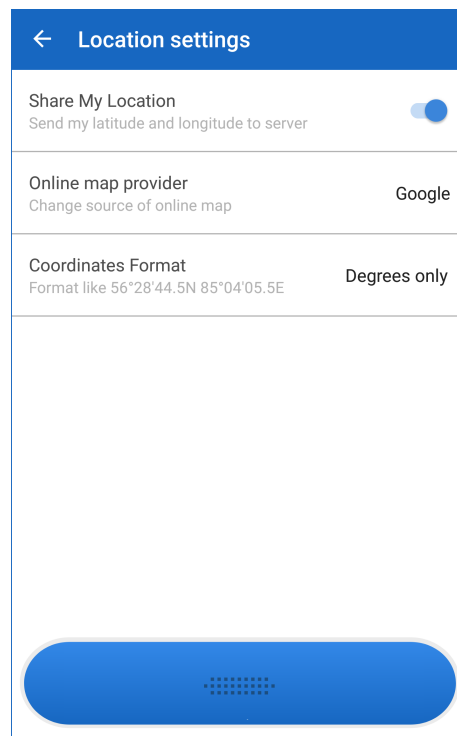 Location settings
Share My Location
Send my latitude and longitude to server
Online map provider
Change source of online map
Google
Coordinates Format
Format like 56°28'44.5N 85°04'05.5E
Degrees only